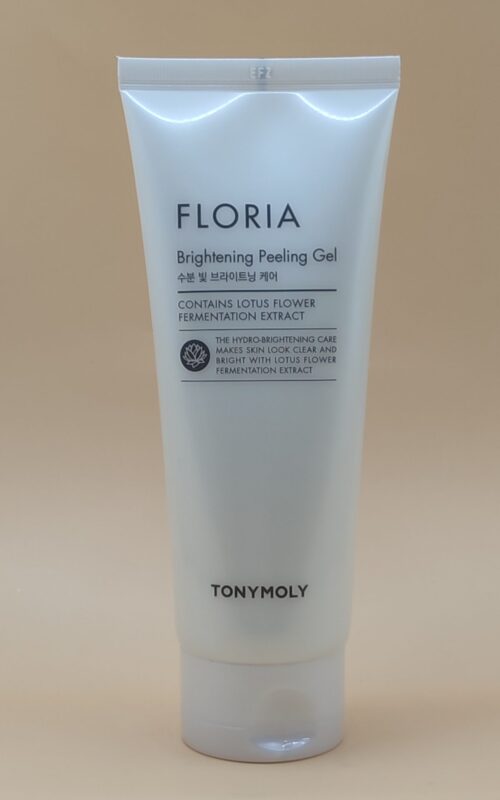 FLORIA
Brightening Peeling Gel
수분 빛 브라이트닝 케어
CONTAINS LOTUS FLOWER
FERMENTATION EXTRACT
THE HYDRO-BRIGHTENING CARE
MAKES SKIN LOOK CLEAR AND
BRIGHT WITH LOTUS FLOWER
FERMENTATION EXTRACT
TONYMOLY